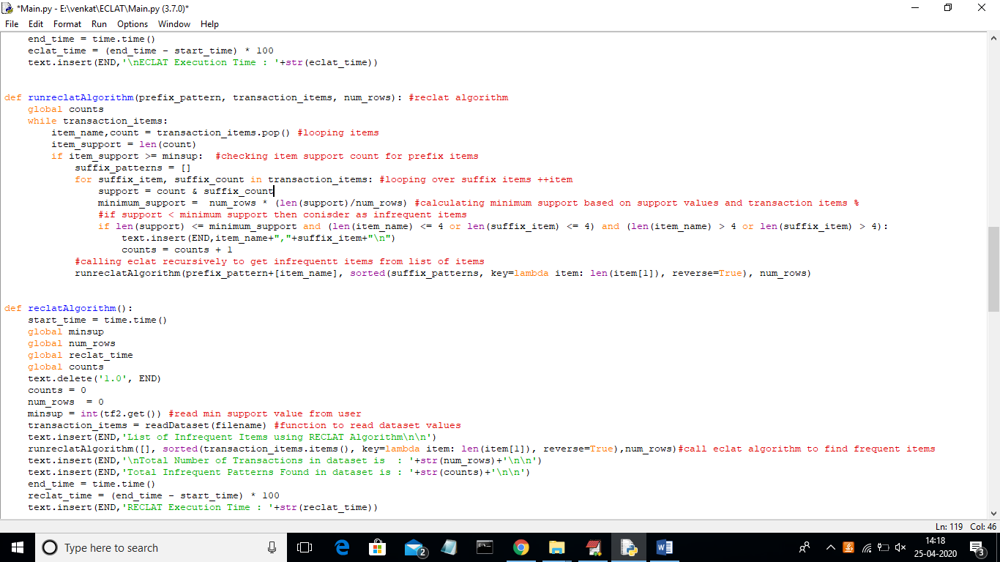 *Main.py - E:\venkat\ECLAT\Main.py (3.7.0)*
File Edit Format Run Options Window Help
    end_time = time.time()
    eclat_time = (end_time - start_time) * 100
    text.insert(END,'\nECLAT Execution Time : '+str(eclat_time))
def runreclatAlgorithm(prefix_pattern, transaction_items, num_rows): #reclat algorithm
    global counts
    while transaction_items:
        item_name,count = transaction_items.pop() #looping items
        item_support = len(count)
        if item_support >= minsup:  #checking item support count for prefix items
            suffix_patterns = []
            for suffix_item, suffix_count in transaction_items: #looping over suffix items ++item
                support = count & suffix_count
                minimum_support =  num_rows * (len(support)/num_rows) #calculating minimum support based on support values and transaction items %
                #if support < minimum support then conisder as infrequent items
                if len(support) <= minimum_support and (len(item_name) <= 4 or len(suffix_item) <= 4) and (len(item_name) > 4 or len(suffix_item) > 4):
                    text.insert(END,item_name+","+suffix_item+"\n")
                    counts = counts + 1
            #calling eclat recursively to get infrequentt items from list of items
            runreclatAlgorithm(prefix_pattern+[item_name], sorted(suffix_patterns, key=lambda item: len(item[1]), reverse=True), num_rows)
def reclatAlgorithm():
    start_time = time.time()
    global minsup
    global num_rows
    global reclat_time
    global counts
    text.delete('1.0', END)
    counts = 0
    num_rows  = 0
    minsup = int(tf2.get()) #read min support value from user
    transaction_items = readDataset(filename) #function to read dataset values
    text.insert(END,'List of Infrequent Items using RECLAT Algorithm\n\n')
    runreclatAlgorithm([], sorted(transaction_items.items(), key=lambda item: len(item[1]), reverse=True),num_rows)#call eclat algorithm to find frequent items
    text.insert(END,'\nTotal Number of Transactions in dataset is  : '+str(num_rows)+'\n\n')
    text.insert(END,'Total Infrequent Patterns Found in dataset is : '+str(counts)+'\n\n')
    end_time = time.time()
    reclat_time = (end_time - start_time) * 100
    text.insert(END,'RECLAT Execution Time : '+str(reclat_time))
Ln: 119 Col: 46
Type here to search
2
14:18
25-04-2020
3